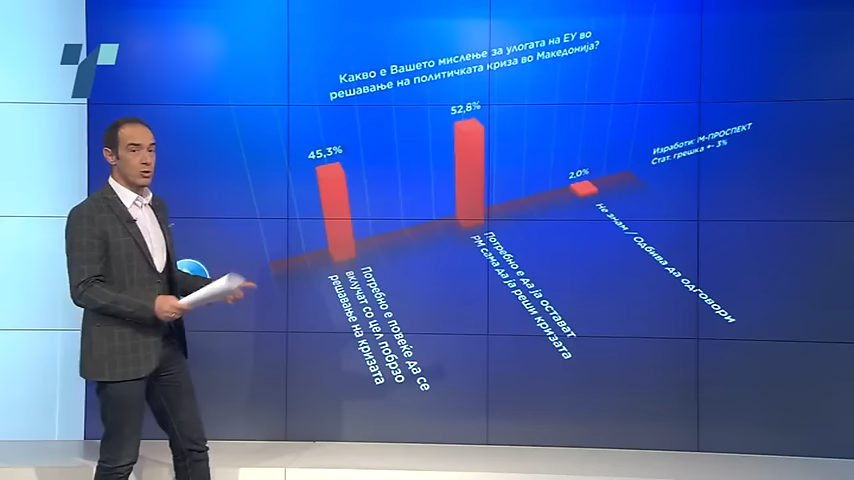 Какво е Вашето мислење за улогата на ЕУ во
решавање на политичката криза во Македонија?
45,3%
52,8%
2,0%
Изработи: М-ПРОСПЕКТ
Стат. грешка +- 3%
Потребно е повеќе да се
вклучат со цел побрзо
решавање на кризата
Потребно е да ја остават
РМ сама да ја реши кризата
Не знам / Одбива да одговори